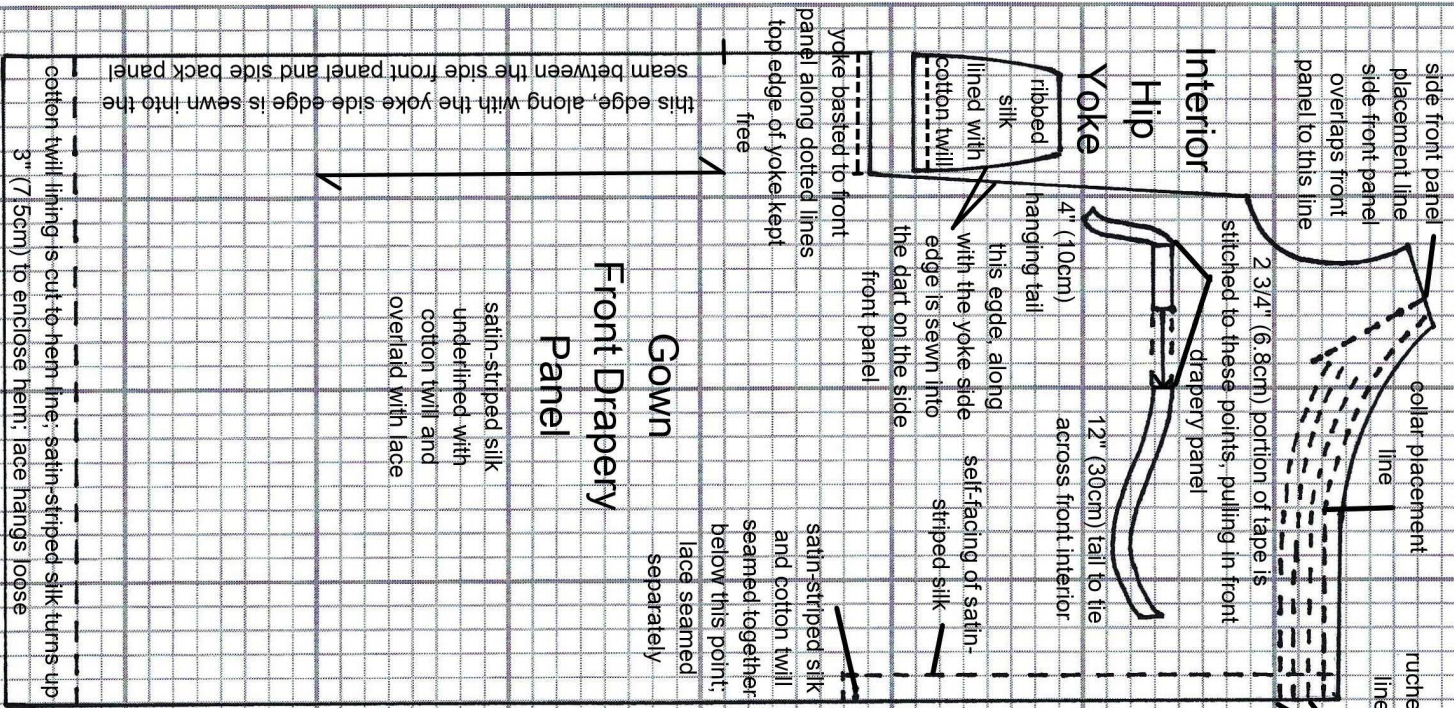 side front panel
placement line
side front panel
overlaps front
panel to this line
collar placement
line
ruche
line
Interior
Hip
Yoke
2 3/4" (6.8cm) portion of tape is
stitched to these points, pulling in front
drapery panel
4" (10cm)
hanging tail
12" (30cm) tail to tie
across front interior
ribbed
silk
lined with
cotton twill
this egde, along
with the yoke side
edge is sewn into
the dart on the side
front panel
self-facing of satin-
striped silk
yoke basted to front
panel along dotted lines
top edge of yoke kept
free
satin-striped silk
and cotton twill
seamed together
below this point;
lace seamed
separately
Gown
Front Drapery
Panel
satin-striped silk
underlined with
cotton twill and
overlaid with lace
this edge, along with the yoke side edge is sewn into the
seam between the side front panel and side back panel
cotton twill lining is cut to hem line; satin-striped silk turns up
3" (7.5cm) to enclose hem; lace hangs loose